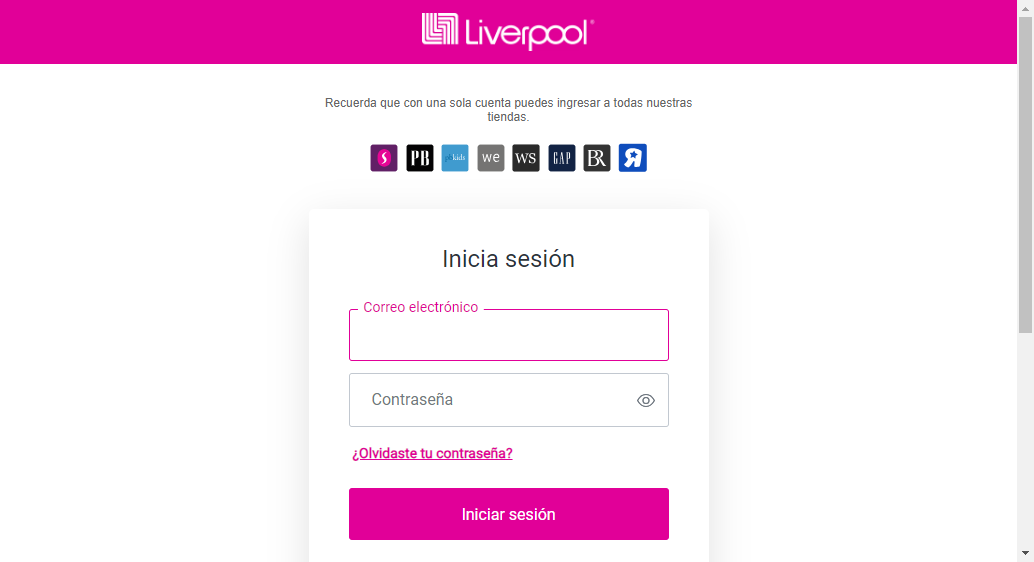 Liverpool
Recuerda que con una sola cuenta puedes ingresar a todas nuestras
tiendas.
S PB pbkids we WS GAP BR R
Inicia sesión
Correo electrónico
Contraseña
¿Olvidaste tu contraseña?
Iniciar sesión